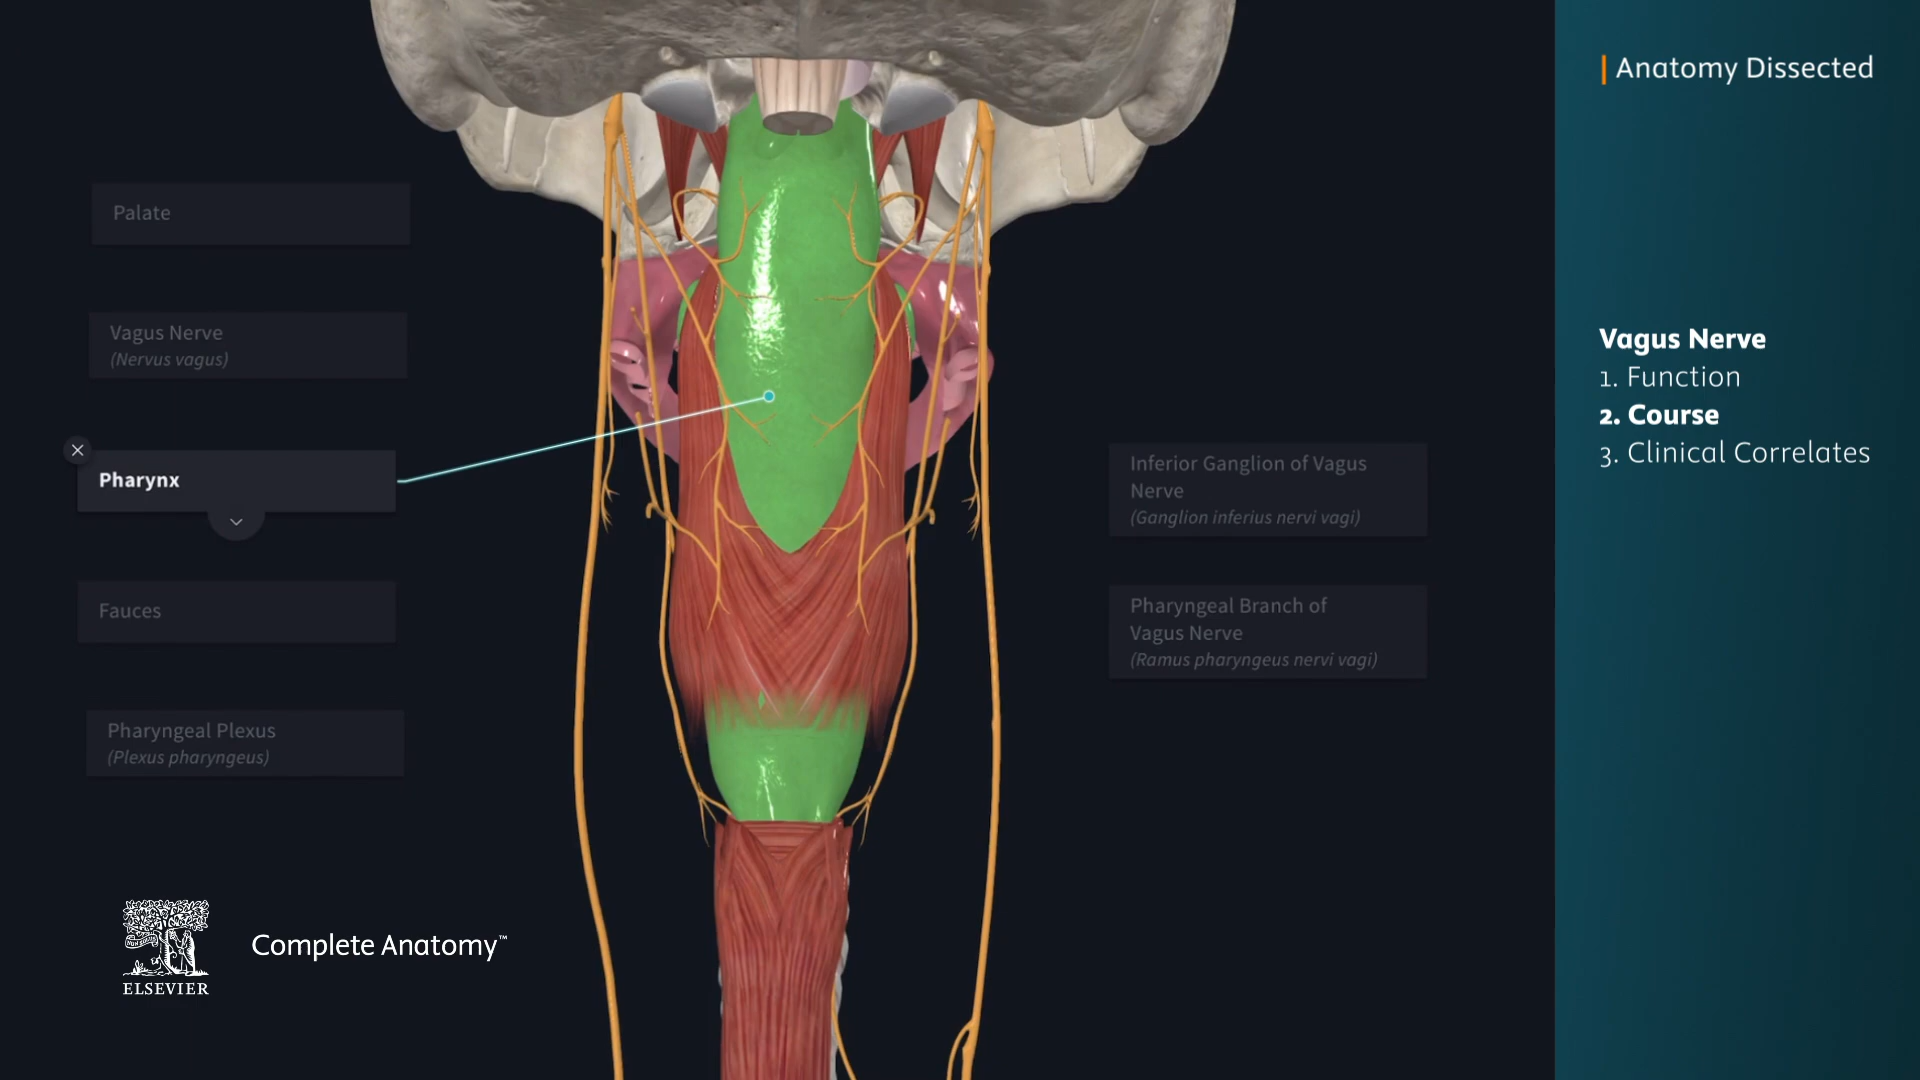 Anatomy Dissected
Palate
Vagus Nerve
(Nervus vagus)
Pharynx
Fauces
Pharyngeal Plexus
(Plexus pharyngeus)
Inferior Ganglion of Vagus
Nerve
(Ganglion inferius nervi vagi)
Pharyngeal Branch of
Vagus Nerve
(Ramus pharyngeus nervi vagi)
Vagus Nerve
1. Function
2. Course
3. Clinical Correlates
ELSEVIER
Complete Anatomy™